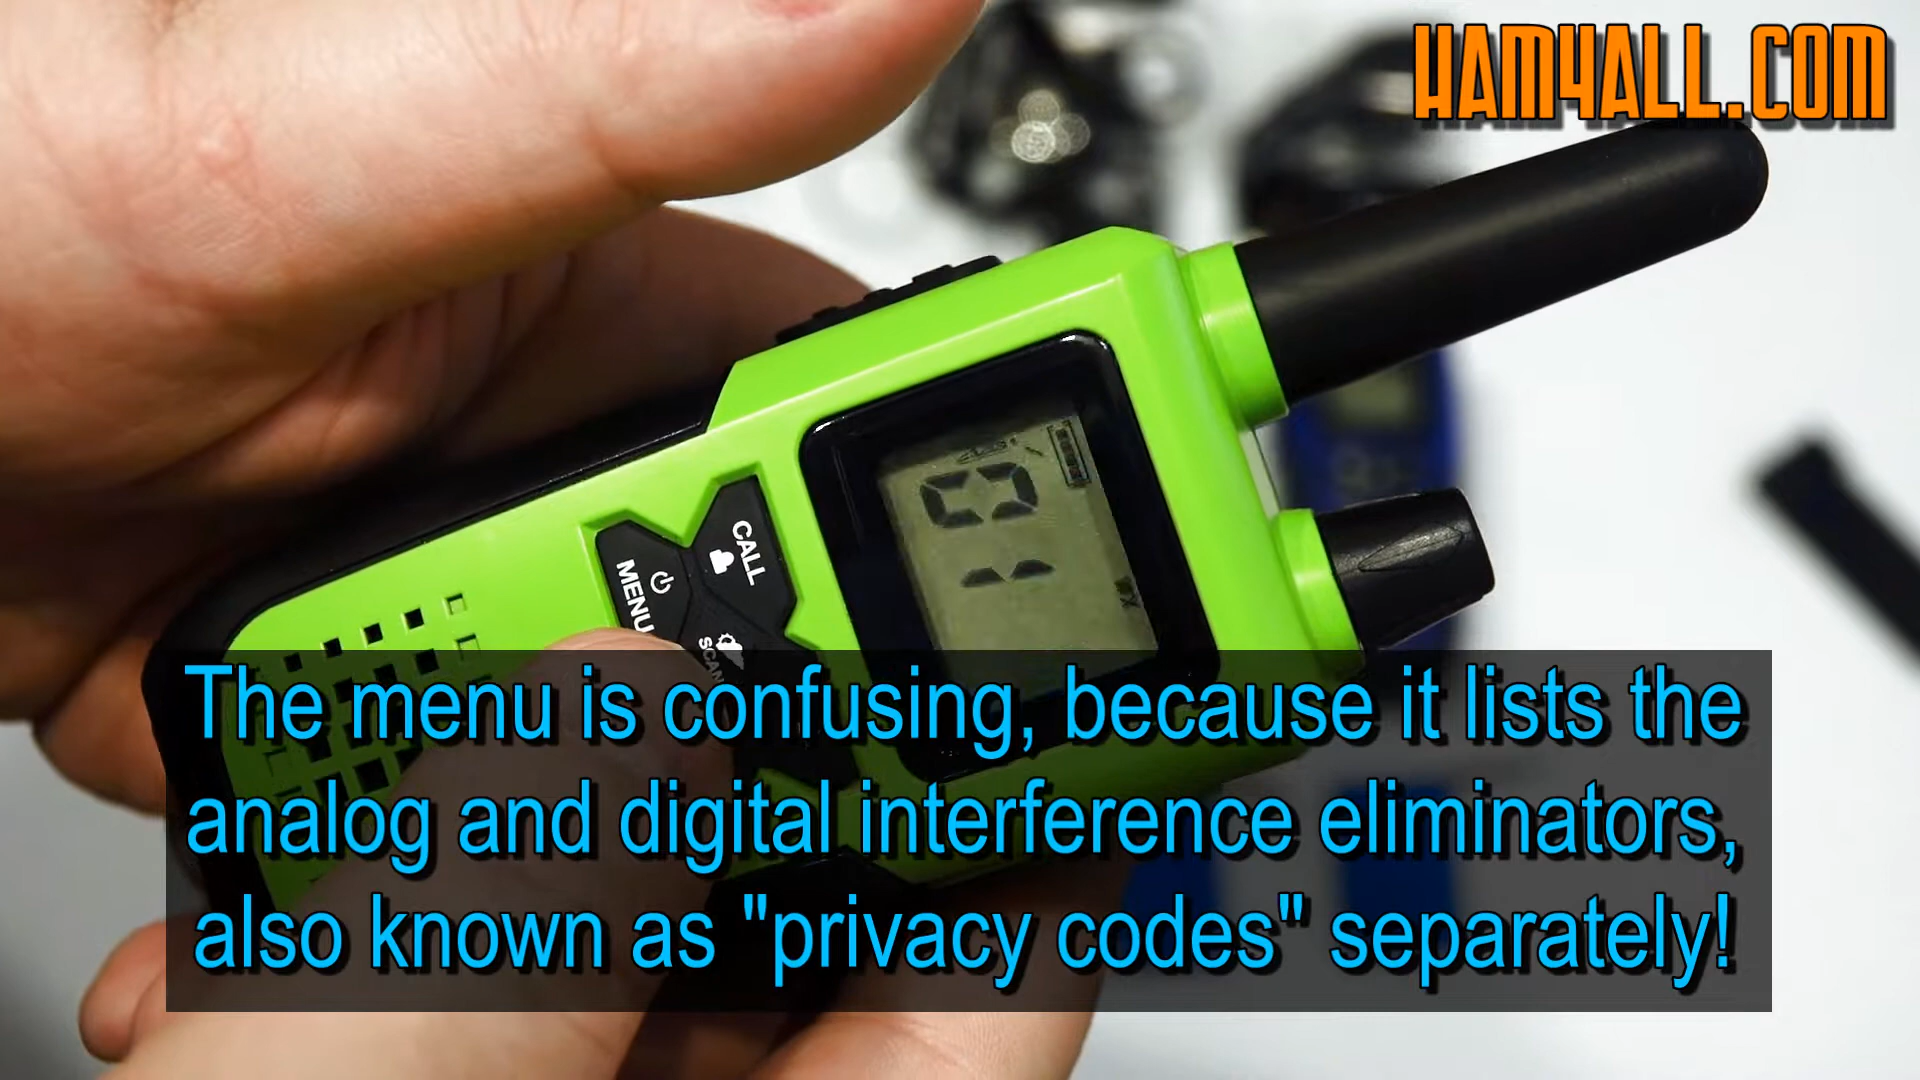 HAM4ALL.COM
CALL
MENU
SCAN
The menu is confusing, because it lists the
analog and digital interference eliminators,
also known as "privacy codes" separately!